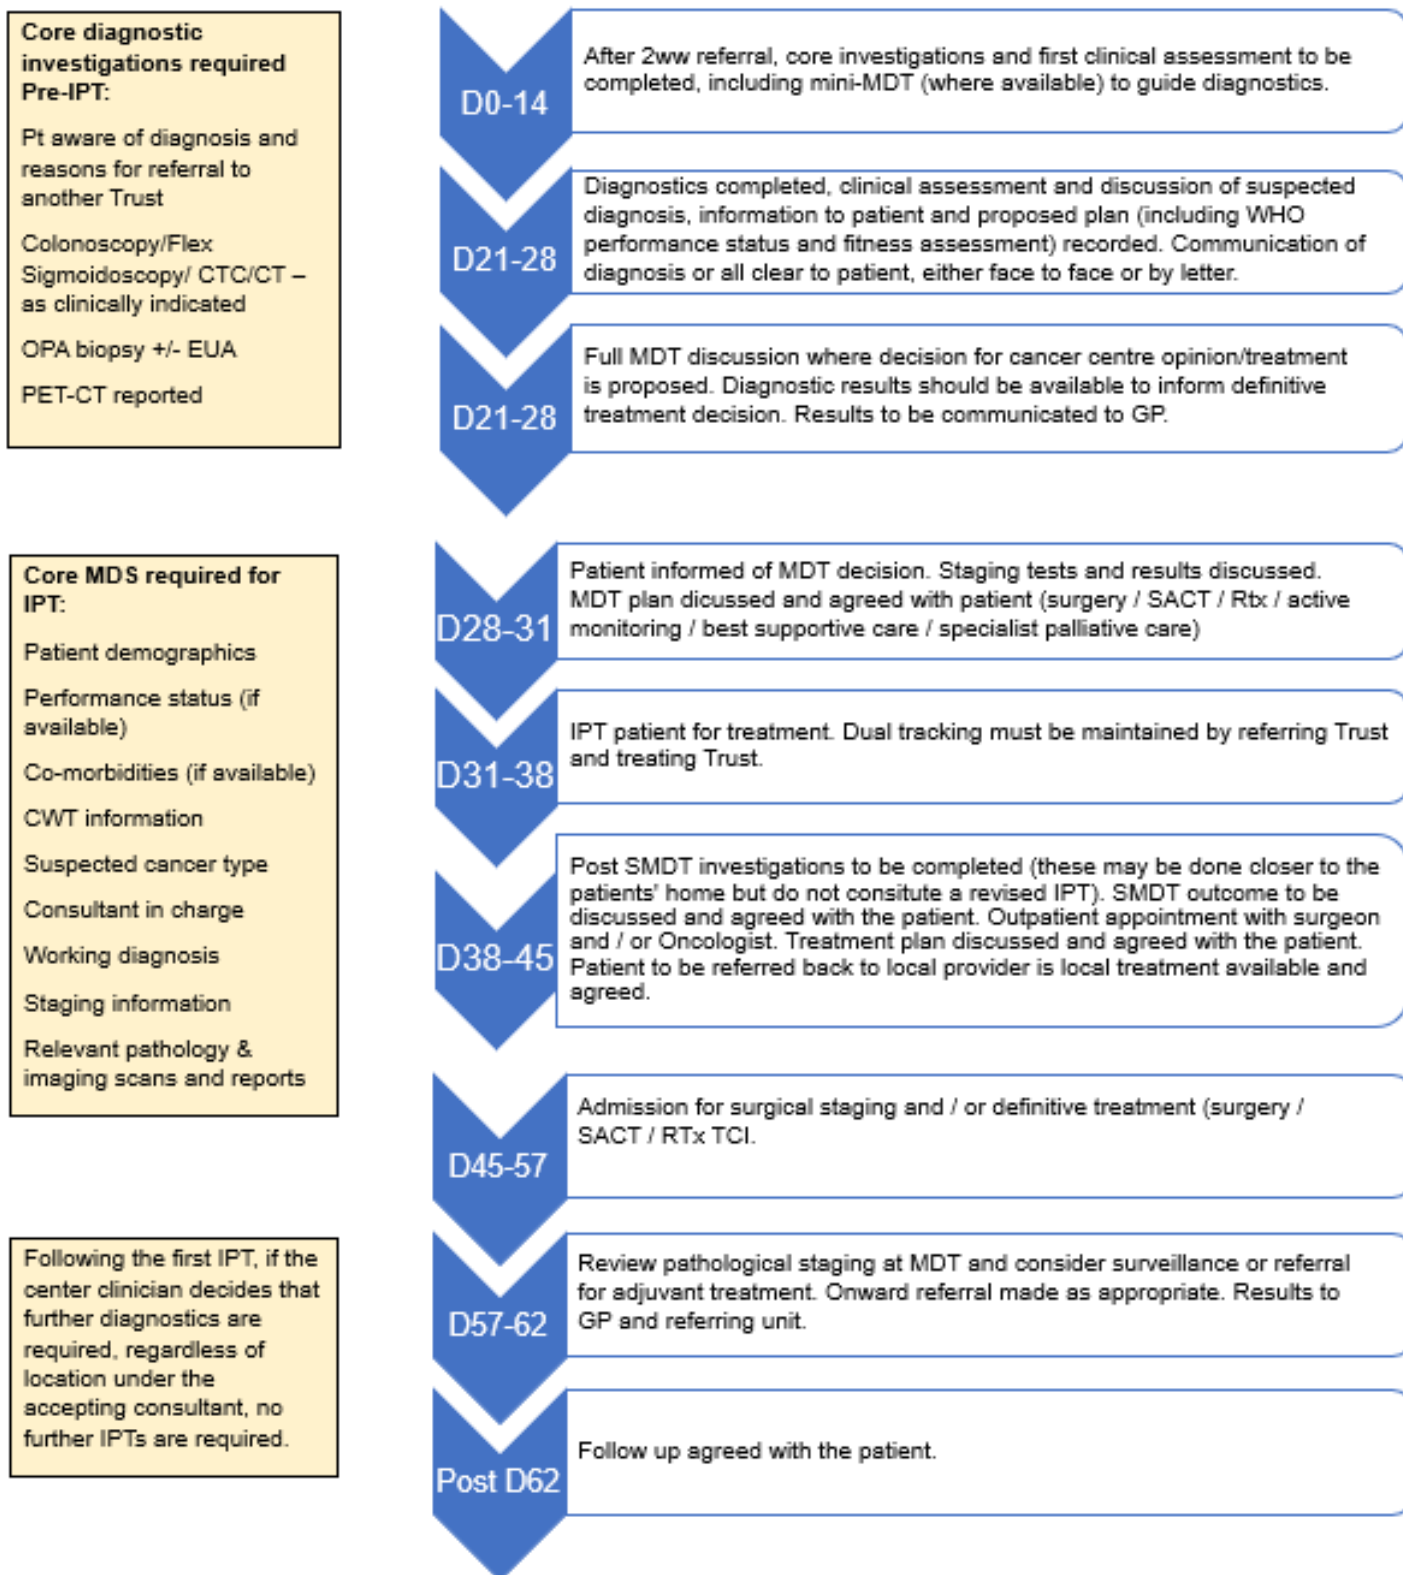 Core diagnostic
investigations required
Pre-IPT:
Pt aware of diagnosis and
reasons for referral to
another Trust
Colonoscopy/Flex
Sigmoidoscopy/ CTC/CT –
as clinically indicated
OPA biopsy +/- EUA
PET-CT reported
D0-14
After 2ww referral, core investigations and first clinical assessment to be
completed, including mini-MDT (where available) to guide diagnostics.
D21-28
Diagnostics completed, clinical assessment and discussion of suspected
diagnosis, information to patient and proposed plan (including WHO
performance status and fitness assessment) recorded. Communication of
diagnosis or all clear to patient, either face to face or by letter.
D21-28
Full MDT discussion where decision for cancer centre opinion/treatment
is proposed. Diagnostic results should be available to inform definitive
treatment decision. Results to be communicated to GP.
Core MDS required for
IPT:
Patient demographics
Performance status (if
available)
Co-morbidities (if available)
CWT information
Suspected cancer type
Consultant in charge
Working diagnosis
Staging information
Relevant pathology &
imaging scans and reports
D28-31
Patient informed of MDT decision. Staging tests and results discussed.
MDT plan dicussed and agreed with patient (surgery / SACT / Rtx / active
monitoring / best supportive care / specialist palliative care)
D31-38
IPT patient for treatment. Dual tracking must be maintained by referring Trust
and treating Trust.
D38-45
Post SMDT investigations to be completed (these may be done closer to the
patients' home but do not consitute a revised IPT). SMDT outcome to be
discussed and agreed with the patient. Outpatient appointment with surgeon
and / or Oncologist. Treatment plan discussed and agreed with the patient.
Patient to be referred back to local provider is local treatment available and
agreed.
D45-57
Admission for surgical staging and / or definitive treatment (surgery /
SACT / RTx TCI.
Following the first IPT, if the
center clinician decides that
further diagnostics are
required, regardless of
location under the
accepting consultant, no
further IPTs are required.
D57-62
Review pathological staging at MDT and consider surveillance or referral
for adjuvant treatment. Onward referral made as appropriate. Results to
GP and referring unit.
Post D62
Follow up agreed with the patient.